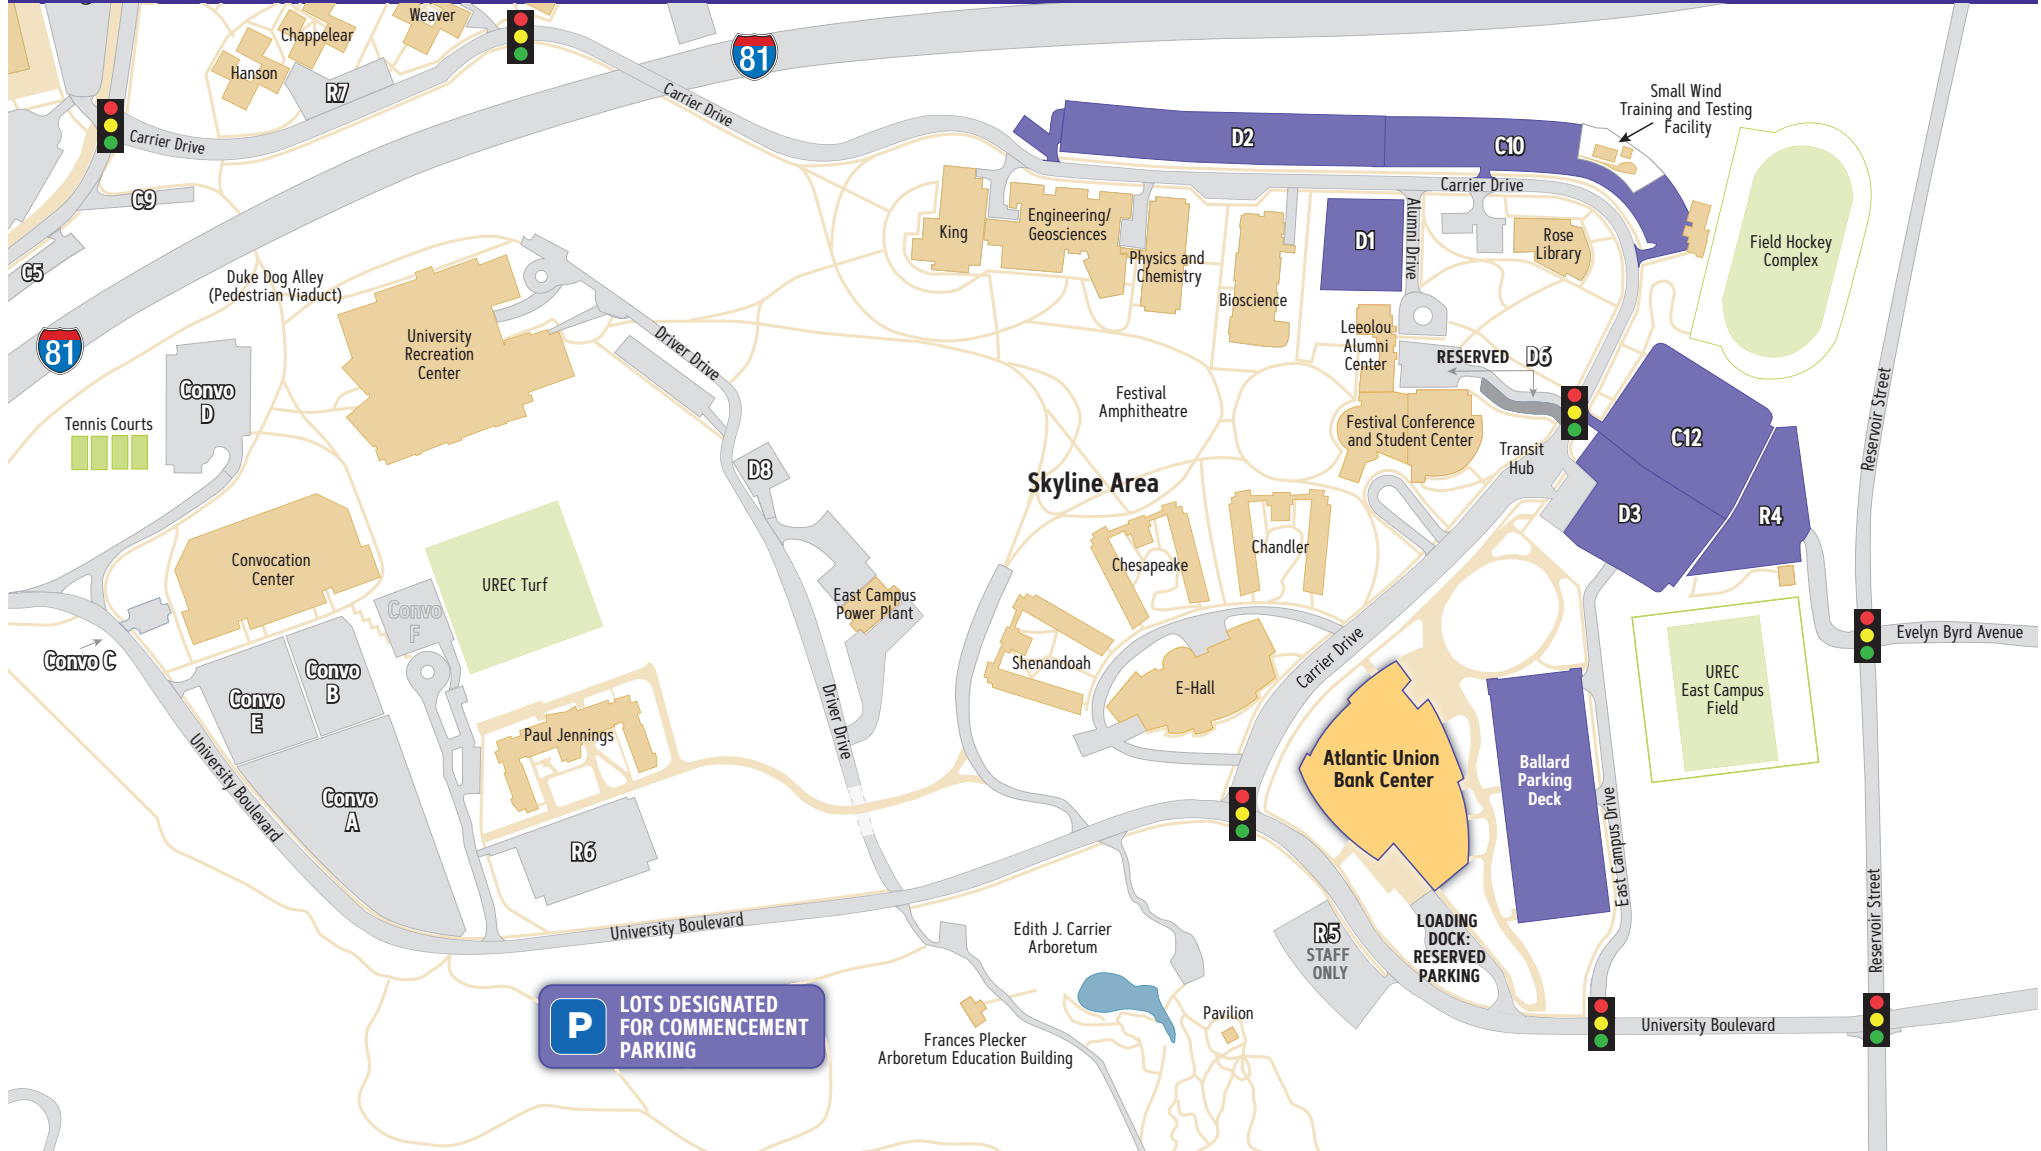 Weaver
Chappelear
Hanson
R7
81
Carrier Drive
Carrier Drive
C9
C5
Small Wind
Training and Testing
Facility
D2
C10
Carrier Drive
King
Engineering/
Geosciences
Physics and
Chemistry
Bioscience
D1
Alumni Drive
Rose
Library
Field Hockey
Complex
Duke Dog Alley
(Pedestrian Viaduct)
University
Recreation
Center
81
Driver Drive
Leeolou
Alumni
Center
RESERVED
D6
Convo
D
Tennis Courts
Festival
Amphitheatre
Festival Conference
and Student Center
Transit
Hub
C12
Reservoir Street
D8
Skyline Area
D3
R4
Convocation
Center
UREC Turf
Chesapeake
Chandler
East Campus
Power Plant
Convo
F
Convo C
Shenandoah
E-Hall
Carrier Drive
Evelyn Byrd Avenue
UREC
East Campus
Field
Convo
B
Convo
E
Paul Jennings
Driver Drive
University Boulevard
Convo
A
Atlantic Union
Bank Center
Ballard
Parking
Deck
East Campus Drive
R6
University Boulevard
Edith J. Carrier
Arboretum
R5
STAFF
ONLY
LOADING
DOCK:
RESERVED
PARKING
Reservoir Street
P
LOTS DESIGNATED
FOR COMMENCEMENT
PARKING
Pavilion
Frances Plecker
Arboretum Education Building
University Boulevard